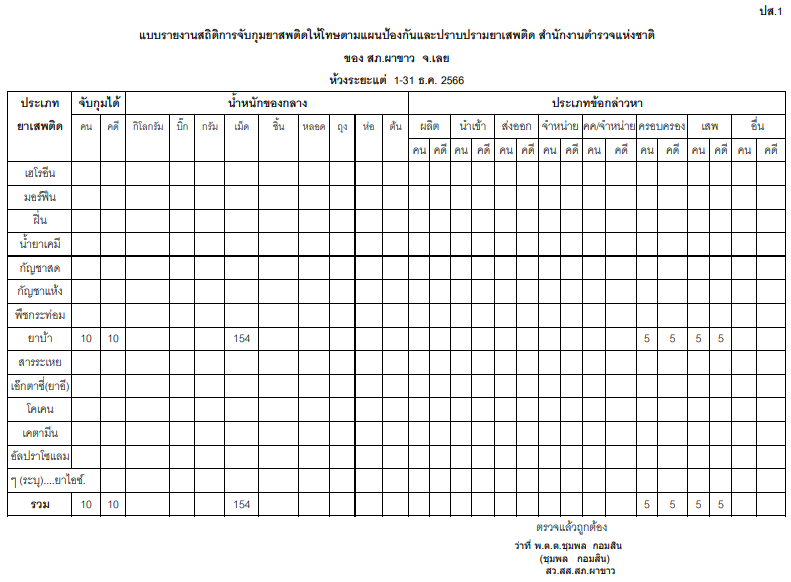 ปส.1
แบบรายงานสถิติการจับกุมยาสพติดให้โทษตามแผนป้องกันและปราบปรามยาเสพติด สำนักงานตำรวจแห่งชาติ
ของ สภ.ผาขาว จ.เลย
ห้วงระยะแต่ 1-31 ธ.ค. 2566
ประเภท จับกุมได้ น้ำหนักของกลาง ประเภทข้อกล่าวหา
ยาเสพติด คน คดี กิโลกรัม บิ๊ก กรัม เม็ด ชิ้น หลอด ถุง ห่อ ต้น ผลิต นำเข้า ส่งออก จำหน่าย คค/จำหน่าย ครอบครอง เสพ อื่น
คน คดี คน คดี คน คดี คน คดี คน คดี คน คดี คน คดี คน คดี
เฮโรอีน
มอร์ฟีน
ฝิ่น
น้ำยาเคมี
กัญชาสด
กัญชาแห้ง
พืชกระท่อม
ยาบ้า 10 10 154 5 5 5 5
สารระเหย
เอ๊กตาซี่(ยาอี)
โคเคน
เคตามีน
อัลปราโซแลม
ๆ (ระบุ)....ยาไอซ์.
รวม 10 10 154 5 5 5 5
ตรวจแล้วถูกต้อง
ว่าที่ พ.ต.ต.ชุมพล กอมสิน
(ชุมพล กอมสิน)
สว.สส.สภ.ผาขาว